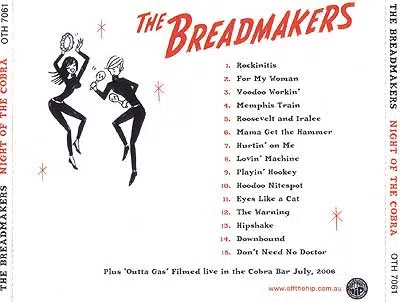 OTH 7061
THE BREADMAKERS NIGHT OF THE COBRA
THE BREADMAKERS
1. Rockinitis
2. For My Woman
3. Voodoo Workin'
4. Memphis Train
5. Roosevelt and Iralee
6. Mama Get the Hammer
7. Hurtin' on Me
8. Lovin' Machine
9. Playin' Hookey
10. Hoodoo Nitespot
11. Eyes Like a Cat
12. The Warning
13. Hipshake
14. Downbound
15. Don't Need No Doctor
Plus 'Outta Gas' Filmed live in the Cobra Bar July, 2006
www.offthehip.com.au
THE BREADMAKERS NIGHT OF THE COBRA
OTH 7061